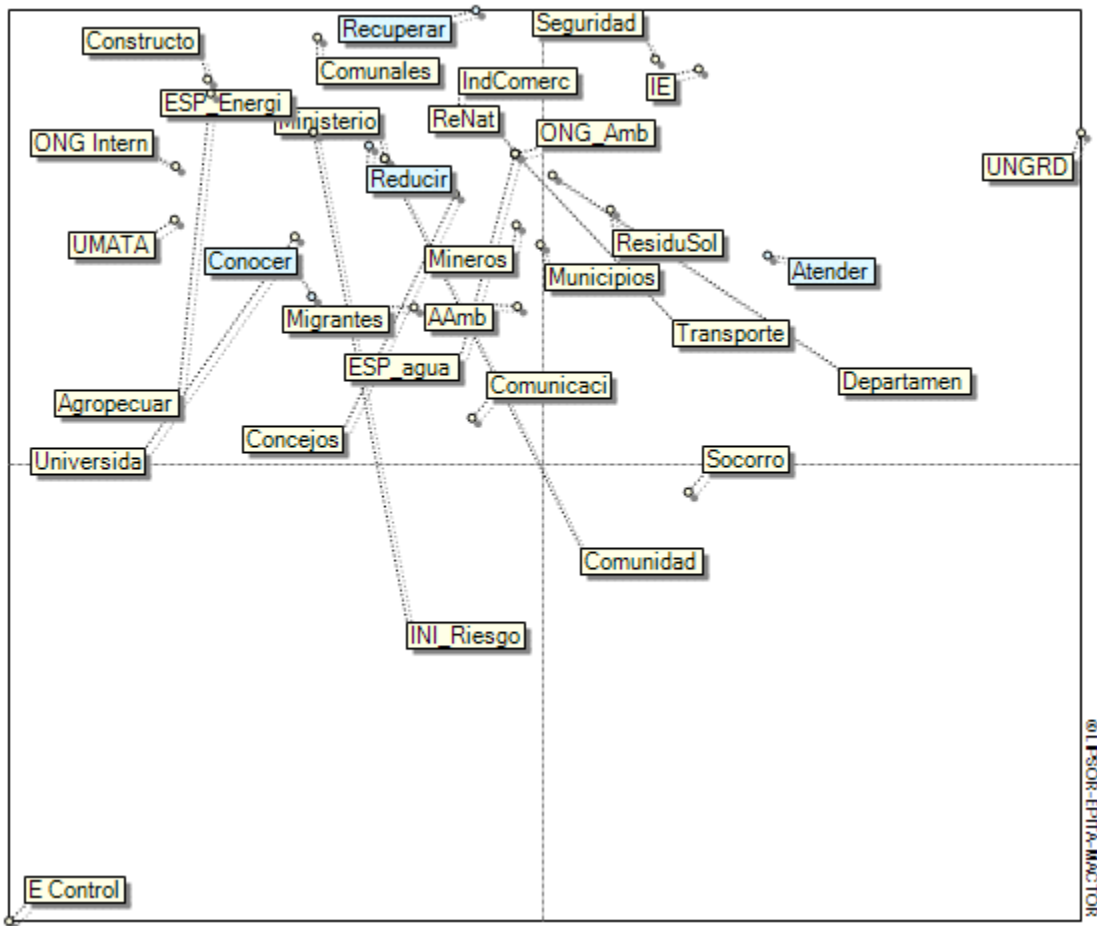 Recuperar
Seguridad
Constructo
Comunales
IndComerc
IE
ESP_Energi
Ministerio
ReNat
ONG_Amb
ONG Intern
UNGRD
Reducir
UMATA
ResiduSol
Conocer
Mineros
Municipios
Atender
Migrantes
AAmb
Transporte
ESP_agua
Comunicaci
Departamen
Agropecuar
Concejos
Universida
Socorro
Comunidad
INI_Riesgo
E Control
@LIPSOR-EPITA-MACTOR